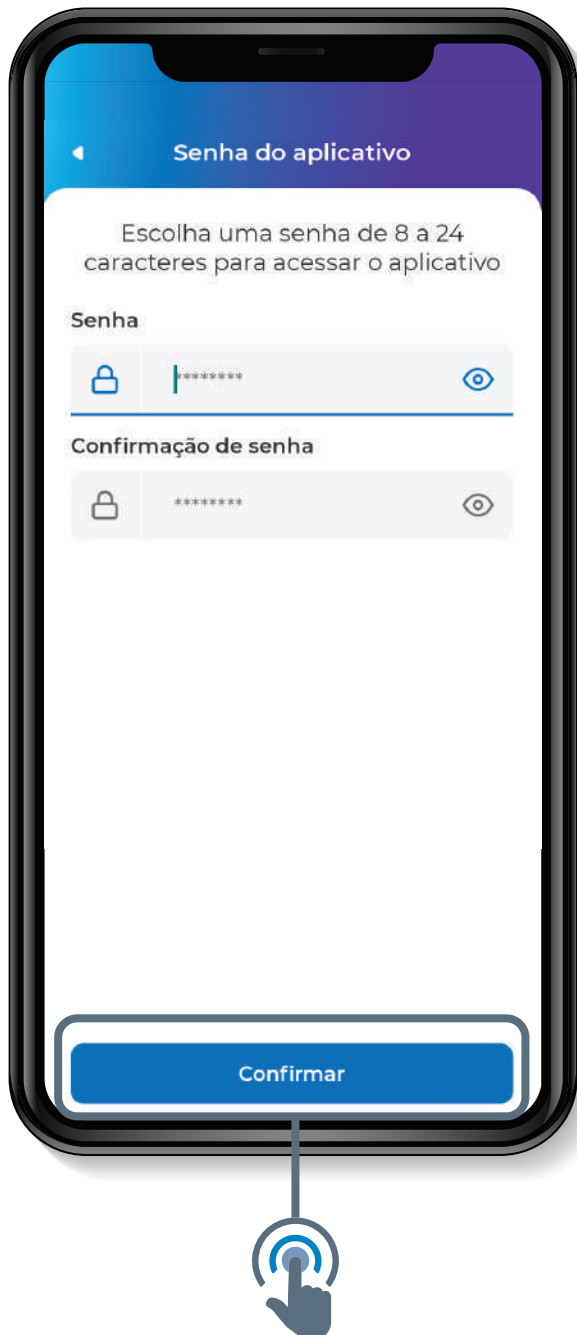 Senha do aplicativo
Escolha uma senha de 8 a 24
caracteres para acessar o aplicativo
Senha
********
Confirmação de senha
********
Confirmar